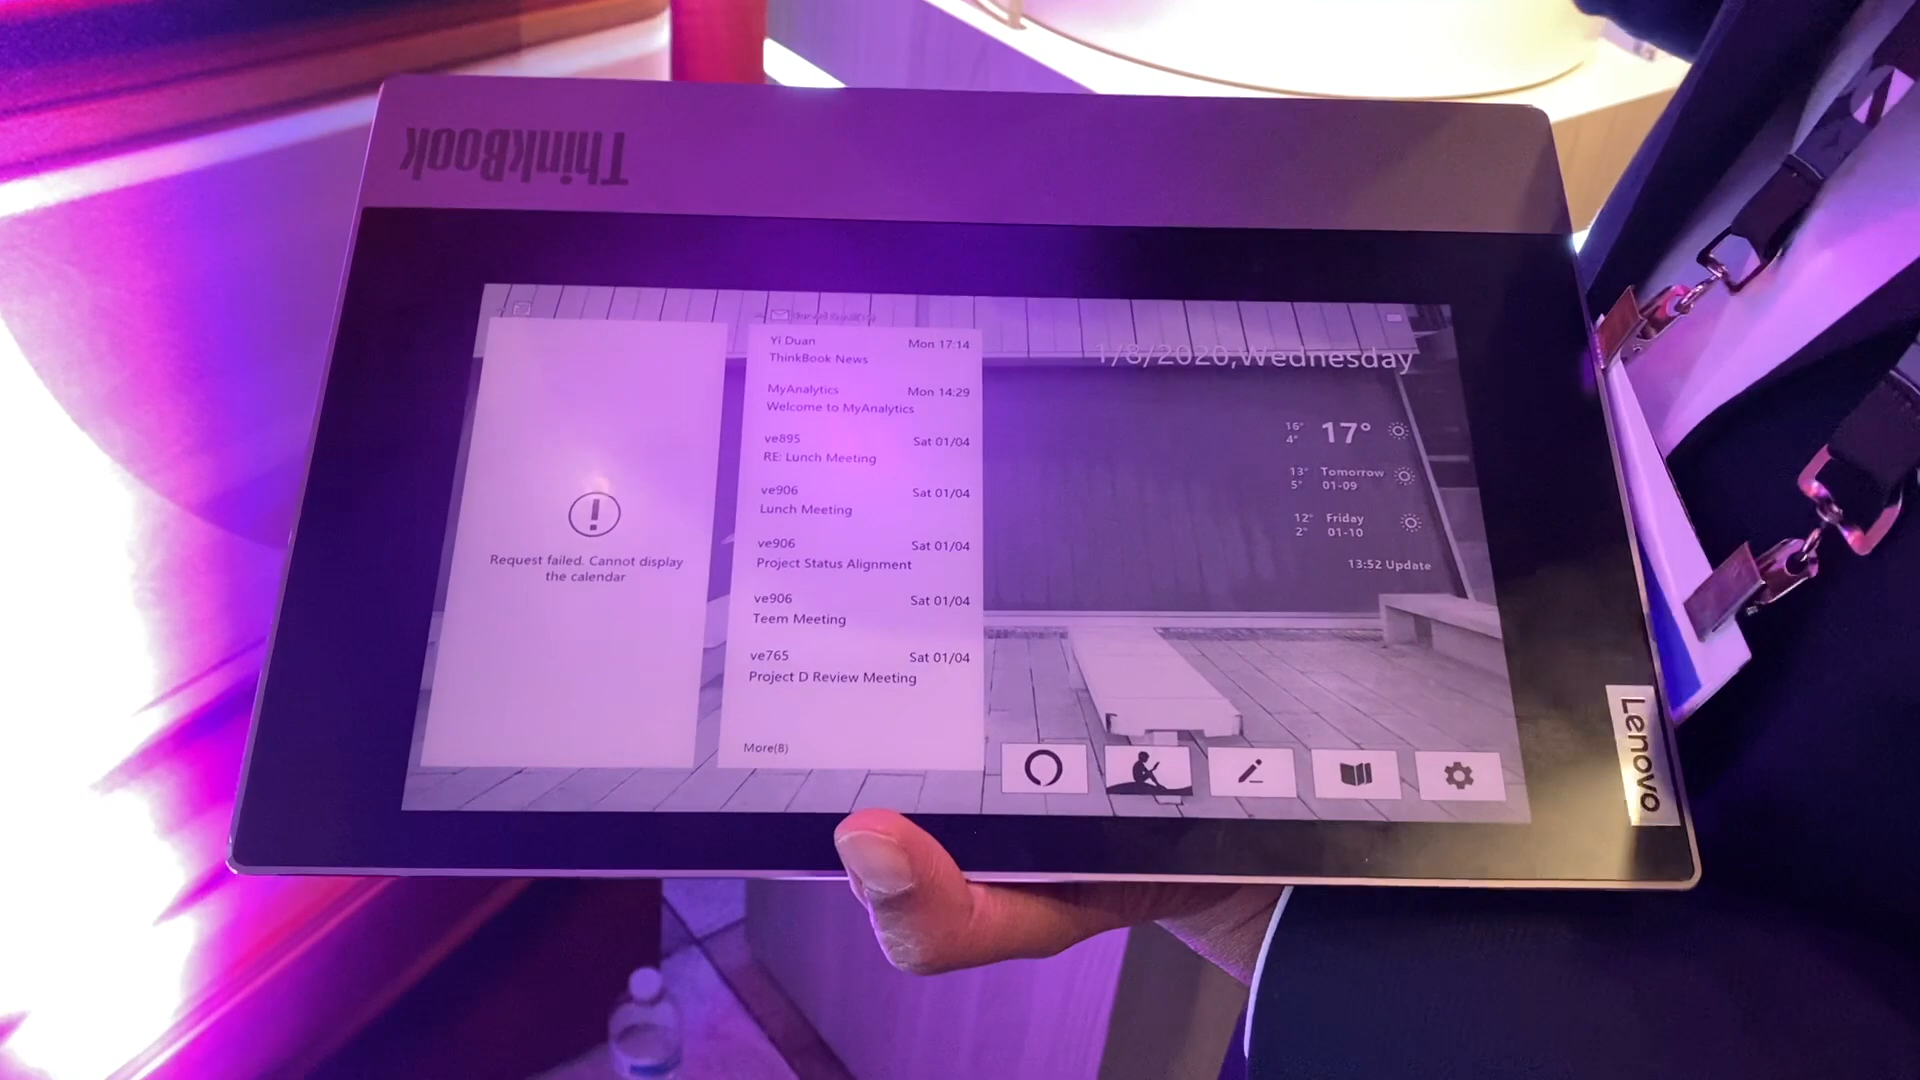 ThinkBook
Yi Duan Mon 17:14
ThinkBook News
MyAnalytics Mon 14:29
Welcome to MyAnalytics
ve895 Sat 01/04
RE: Lunch Meeting
ve906 Sat 01/04
Lunch Meeting
ve906 Sat 01/04
Project Status Alignment
ve906 Sat 01/04
Teem Meeting
ve765 Sat 01/04
Project D Review Meeting
More(8)
Request failed. Cannot display
the calendar
1/8/2020,Wednesday
16°
4°
17°
13°
5°
Tomorrow
01-09
12°
2°
Friday
01-10
13:52 Update
Lenovo